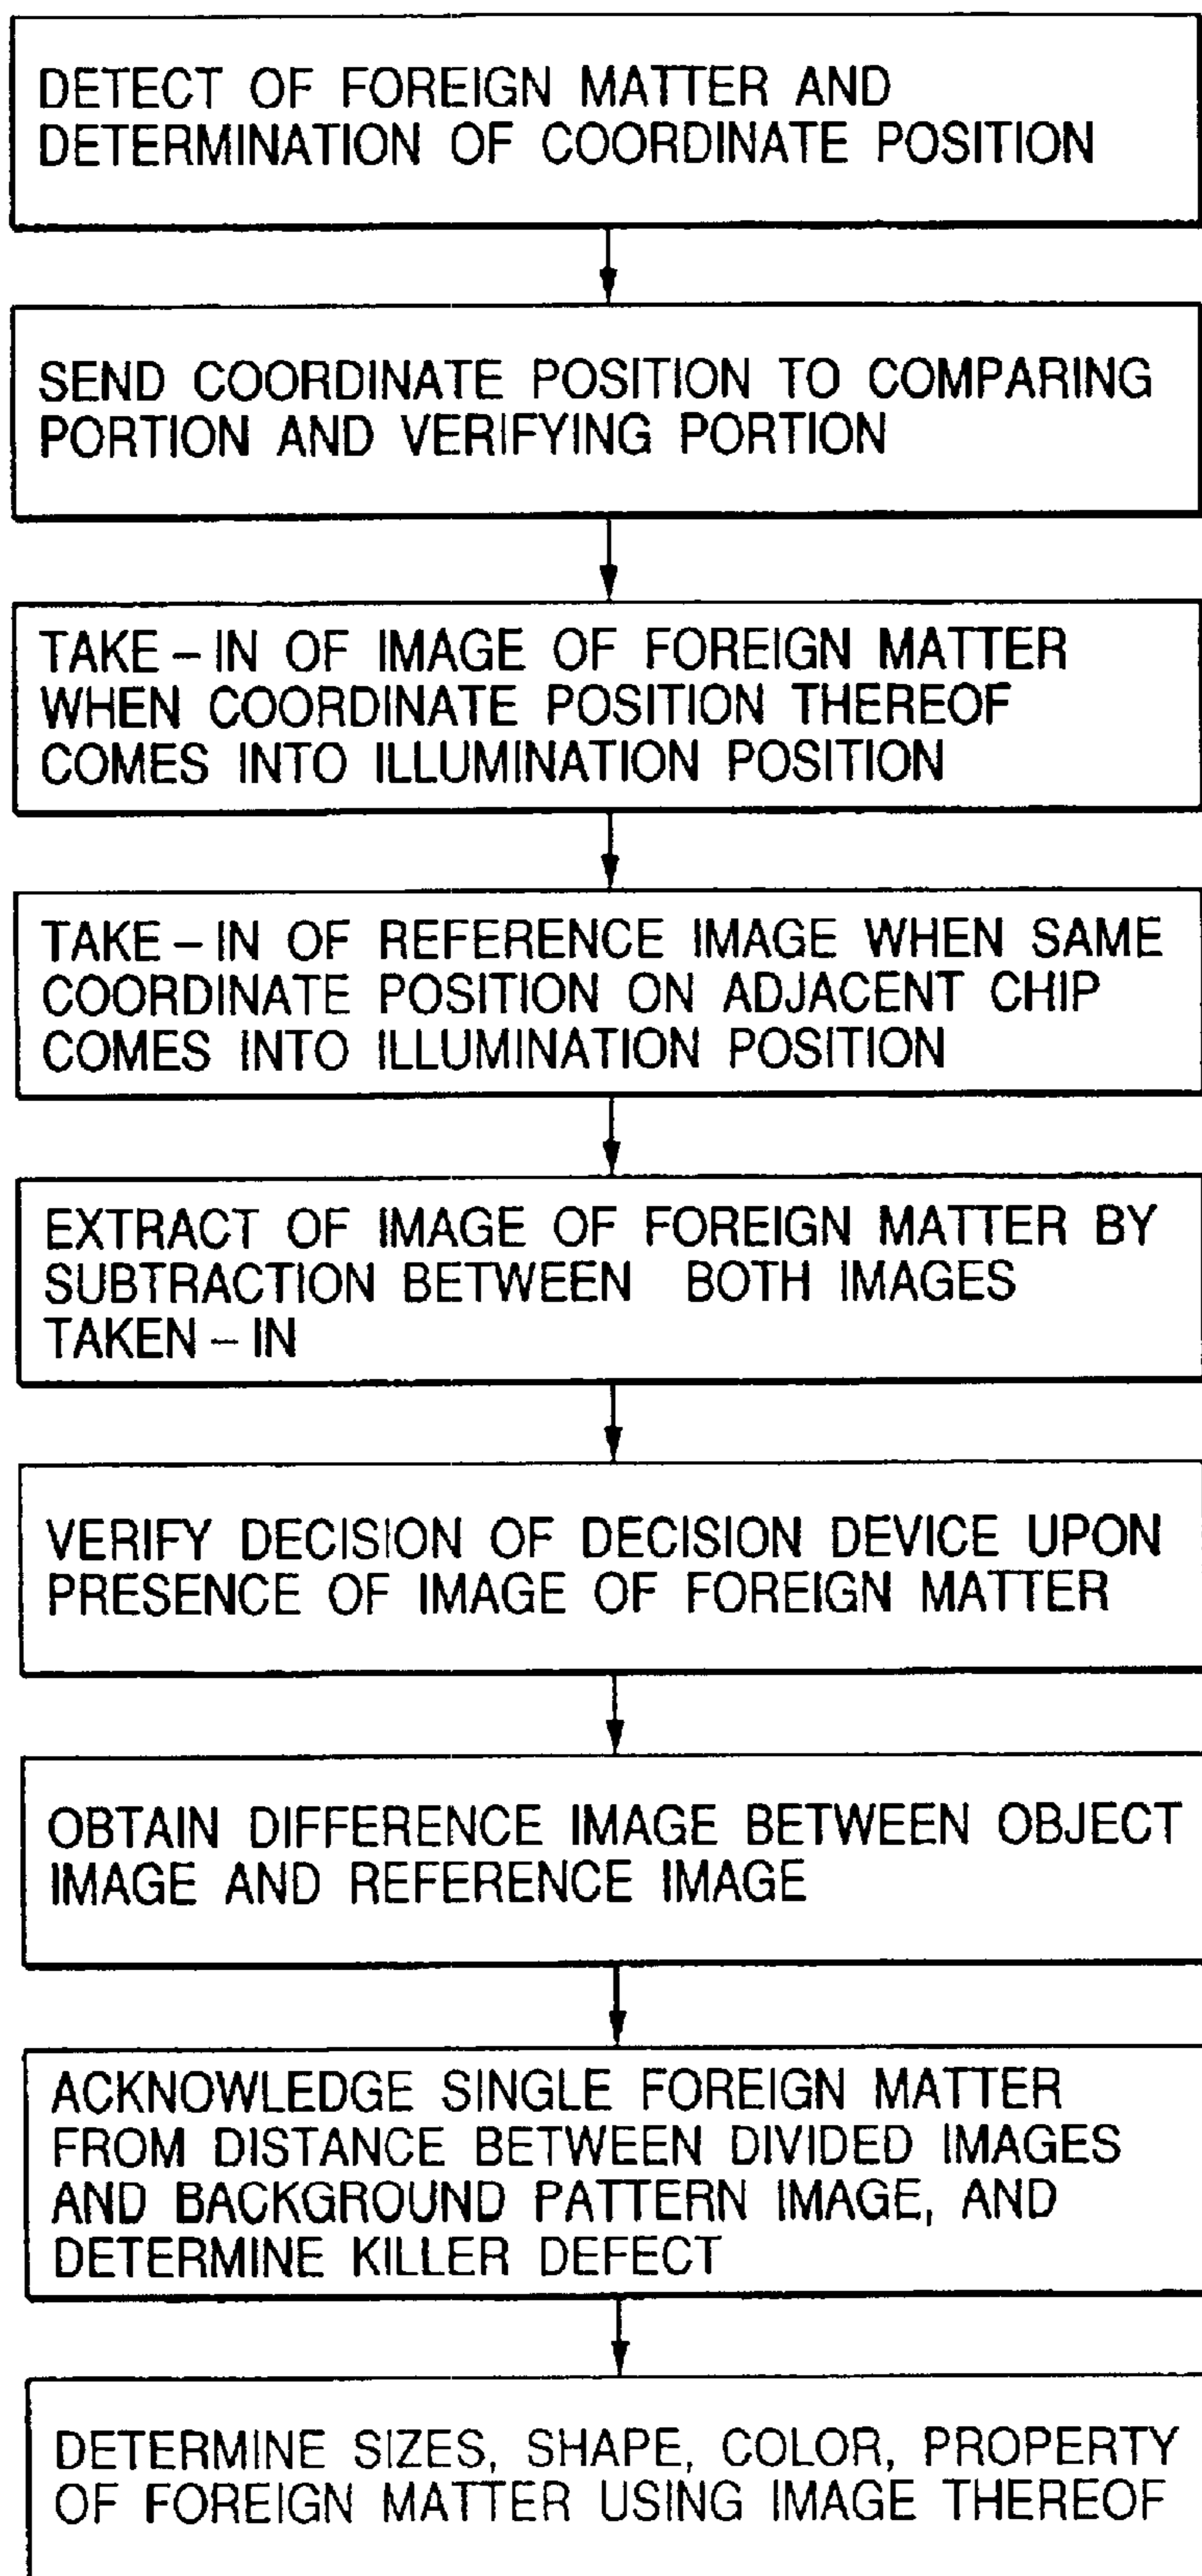 DETECT OF FOREIGN MATTER AND
DETERMINATION OF COORDINATE POSITION
SEND COORDINATE POSITION TO COMPARING
PORTION AND VERIFYING PORTION
TAKE – IN OF IMAGE OF FOREIGN MATTER
WHEN COORDINATE POSITION THEREOF
COMES INTO ILLUMINATION POSITION
TAKE – IN OF REFERENCE IMAGE WHEN SAME
COORDINATE POSITION ON ADJACENT CHIP
COMES INTO ILLUMINATION POSITION
EXTRACT OF IMAGE OF FOREIGN MATTER BY
SUBTRACTION BETWEEN BOTH IMAGES
TAKEN – IN
VERIFY DECISION OF DECISION DEVICE UPON
PRESENCE OF IMAGE OF FOREIGN MATTER
OBTAIN DIFFERENCE IMAGE BETWEEN OBJECT
IMAGE AND REFERENCE IMAGE
ACKNOWLEDGE SINGLE FOREIGN MATTER
FROM DISTANCE BETWEEN DIVIDED IMAGES
AND BACKGROUND PATTERN IMAGE, AND
DETERMINE KILLER DEFECT
DETERMINE SIZES, SHAPE, COLOR, PROPERTY
OF FOREIGN MATTER USING IMAGE THEREOF